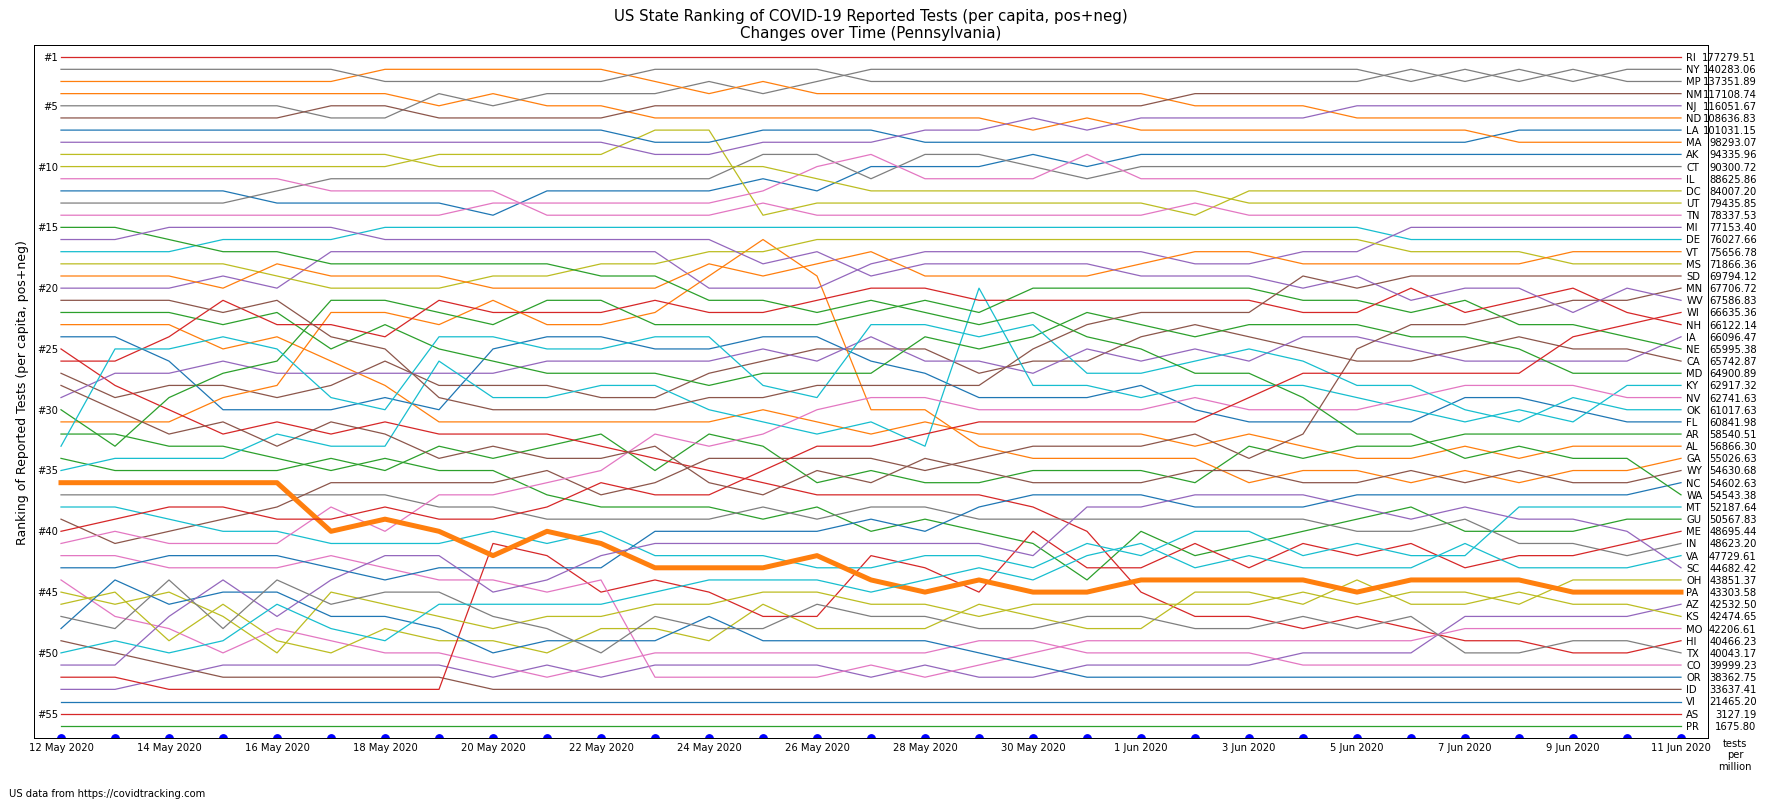 US State Ranking of COVID-19 Reported Tests (per capita, pos+neg)
Changes over Time (Pennsylvania)
Ranking of Reported Tests (per capita, pos+neg)
#1
#5
#10
#15
#20
#25
#30
#35
#40
#45
#50
#55
RI 177279.51
NY 140283.06
MP 137351.89
NM 117108.74
NJ 116051.67
ND 108636.83
LA 101031.15
MA 98293.07
AK 94335.96
CT 90300.72
IL 88625.86
DC 84007.20
UT 79435.85
TN 78337.53
MI 77153.40
DE 76027.66
VT 75656.78
MS 71866.36
SD 69794.12
MN 67706.72
WV 67586.83
WI 66635.36
NH 66122.14
IA 66096.47
NE 65995.38
CA 65742.87
MD 64900.89
KY 62917.32
NV 62741.63
OK 61017.63
FL 60841.98
AR 58540.51
AL 56866.30
GA 55026.63
WY 54630.68
NC 54602.63
WA 54543.38
MT 52187.64
GU 50567.83
ME 48695.44
IN 48623.20
VA 47729.61
SC 44682.42
OH 43851.37
PA 43303.58
AZ 42532.50
KS 42474.65
MO 42206.61
HI 40466.23
TX 40043.17
CO 39999.23
OR 38362.75
ID 33637.41
VI 21465.20
AS 3127.19
PR 1675.80
12 May 2020 14 May 2020 16 May 2020 18 May 2020 20 May 2020 22 May 2020 24 May 2020 26 May 2020 28 May 2020 30 May 2020 1 Jun 2020 3 Jun 2020 5 Jun 2020 7 Jun 2020 9 Jun 2020 11 Jun 2020
tests
per
million
US data from https://covidtracking.com